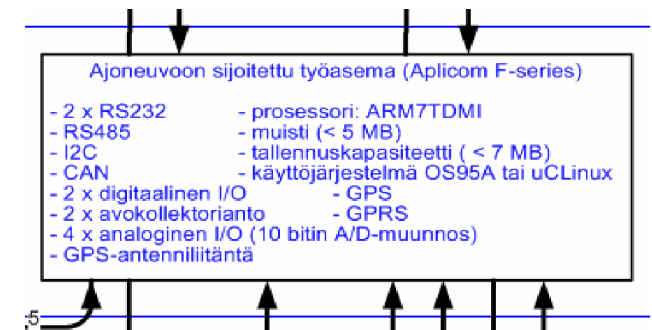 Ajoneuvoon sijoitettu työasema (Aplicom F-series)
- 2 x RS232 - prosessori: ARM7TDMI
- RS485 - muisti (< 5 MB)
- I2C - tallennuskapasiteetti ( < 7 MB)
- CAN - käyttöjärjestelmä OS95A tai uCLinux
- 2 x digitaalinen I/O - GPS
- 2 x avokollektorianto - GPRS
- 4 x analoginen I/O (10 bitin A/D-muunnos)
- GPS-antenniliitäntä
5